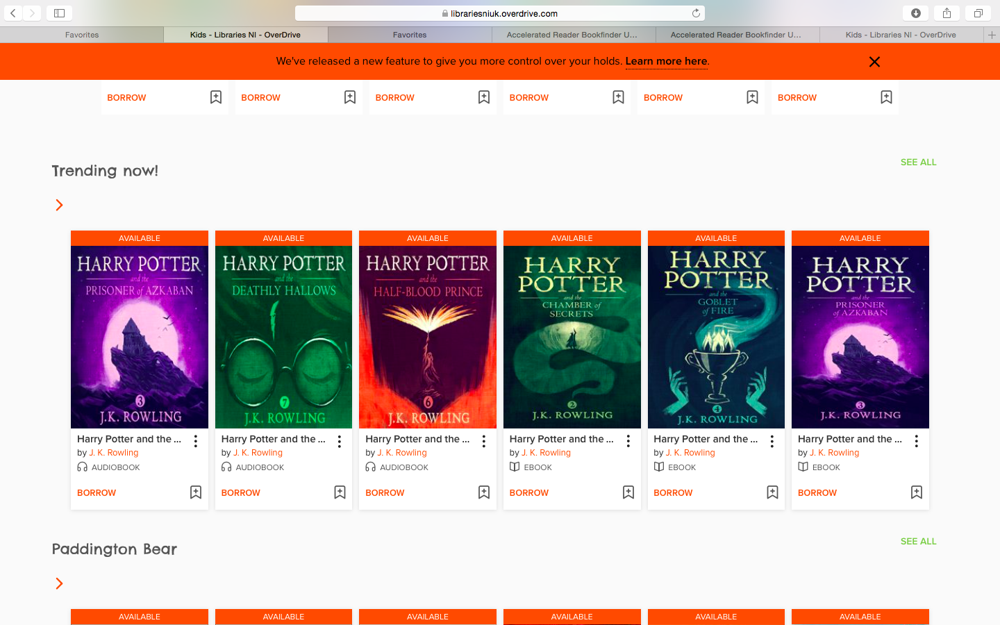 librariesniuk.overdrive.com
Favorites
Kids - Libraries NI - OverDrive
Favorites
Accelerated Reader Bookfinder U...
Accelerated Reader Bookfinder U...
Kids - Libraries NI - OverDrive
We've released a new feature to give you more control over your holds. Learn more here.
BORROW
BORROW
BORROW
BORROW
BORROW
BORROW
Trending now!
SEE ALL
AVAILABLE
HARRY POTTER
and the
PRISONER of AZKABAN
3
J.K. ROWLING
Harry Potter and the ...
by J. K. Rowling
AUDIOBOOK
BORROW
AVAILABLE
HARRY POTTER
and the
DEATHLY HALLOWS
7
J.K. ROWLING
Harry Potter and the ...
by J. K. Rowling
AUDIOBOOK
BORROW
AVAILABLE
HARRY POTTER
and the
HALF-BLOOD PRINCE
6
J.K. ROWLING
Harry Potter and the ...
by J. K. Rowling
AUDIOBOOK
BORROW
AVAILABLE
HARRY
POTTER
and the
CHAMBER of
SECRETS
2
J.K. ROWLING
Harry Potter and the ...
by J. K. Rowling
EBOOK
BORROW
AVAILABLE
HARRY
POTTER
and the
GOBLET
of FIRE
4
J.K. ROWLING
Harry Potter and the ...
by J. K. Rowling
EBOOK
BORROW
AVAILABLE
HARRY
POTTER
and the
PRISONER
of AZKABAN
3
J.K. ROWLING
Harry Potter and the ...
by J. K. Rowling
EBOOK
BORROW
Paddington Bear
SEE ALL
AVAILABLE
AVAILABLE
AVAILABLE
AVAILABLE
AVAILABLE
AVAILABLE